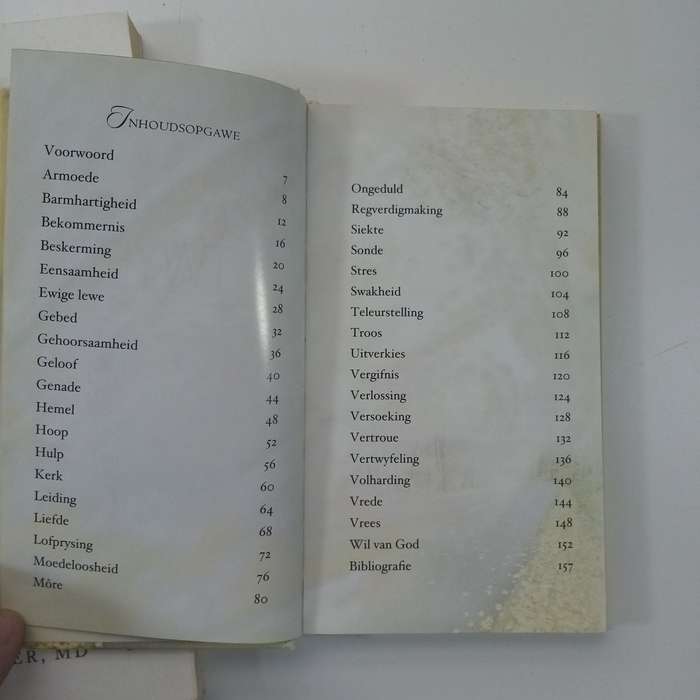 INHOUDSOPGAWE
Voorwoord 7
Armoede 8
Barmhartigheid 12
Bekommernis 16
Beskerming 20
Eensaamheid 24
Ewige lewe 28
Gebed 32
Gehoorsaamheid 36
Geloof 40
Genade 44
Hemel 48
Hoop 52
Hulp 56
Kerk 60
Leiding 64
Liefde 68
Lofprysing 72
Moedeloosheid 76
Môre 80
Ongeduld 84
Regverdigmaking 88
Siekte 92
Sonde 96
Stres 100
Swakheid 104
Teleurstelling 108
Troos 112
Uitverkies 116
Vergifnis 120
Verlossing 124
Versoeking 128
Vertroue 132
Vertwyfeling 136
Volharding 140
Vrede 144
Vrees 148
Wil van God 152
Bibliografie 157
ER, MD